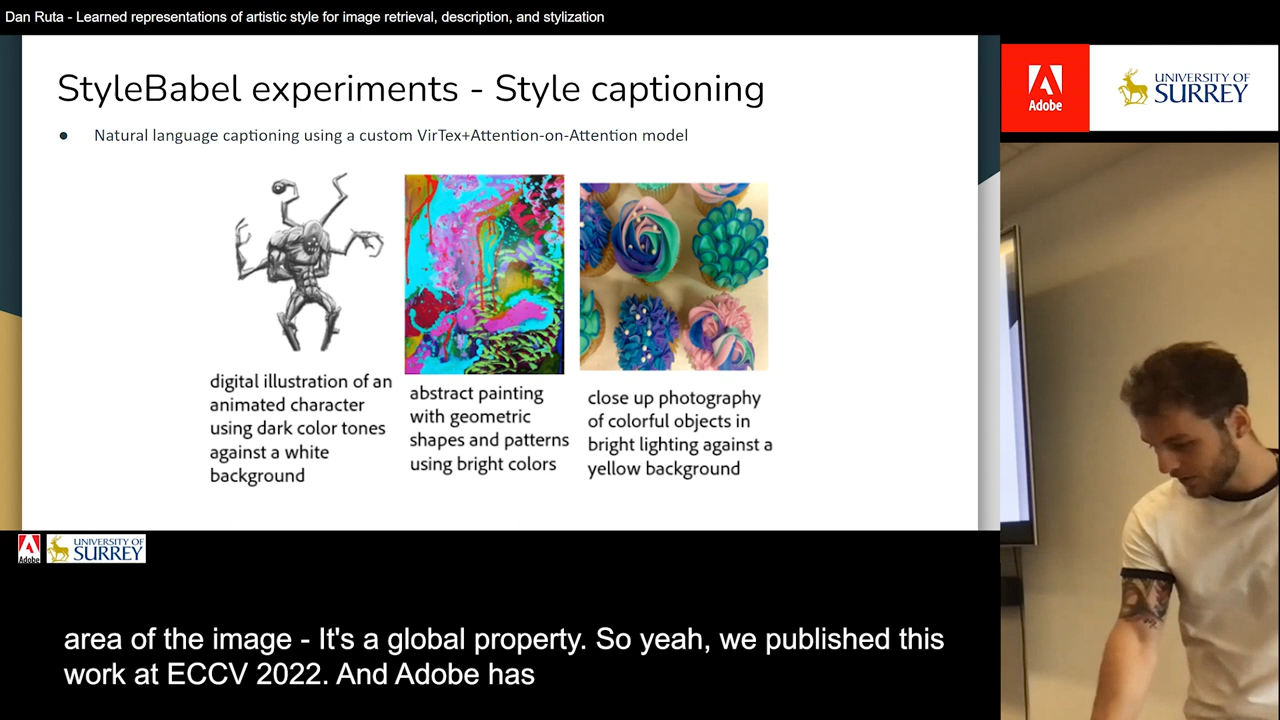 Dan Ruta - Learned representations of artistic style for image retrieval, description, and stylization
StyleBabel experiments - Style captioning
● Natural language captioning using a custom VirTex+Attention-on-Attention model
digital illustration of an
animated character
using dark color tones
against a white
background
abstract painting
with geometric
shapes and patterns
using bright colors
close up photography
of colorful objects in
bright lighting against a
yellow background
Adobe
UNIVERSITY OF
SURREY
Adobe
UNIVERSITY OF
SURREY
area of the image - It's a global property. So yeah, we published this
work at ECCV 2022. And Adobe has